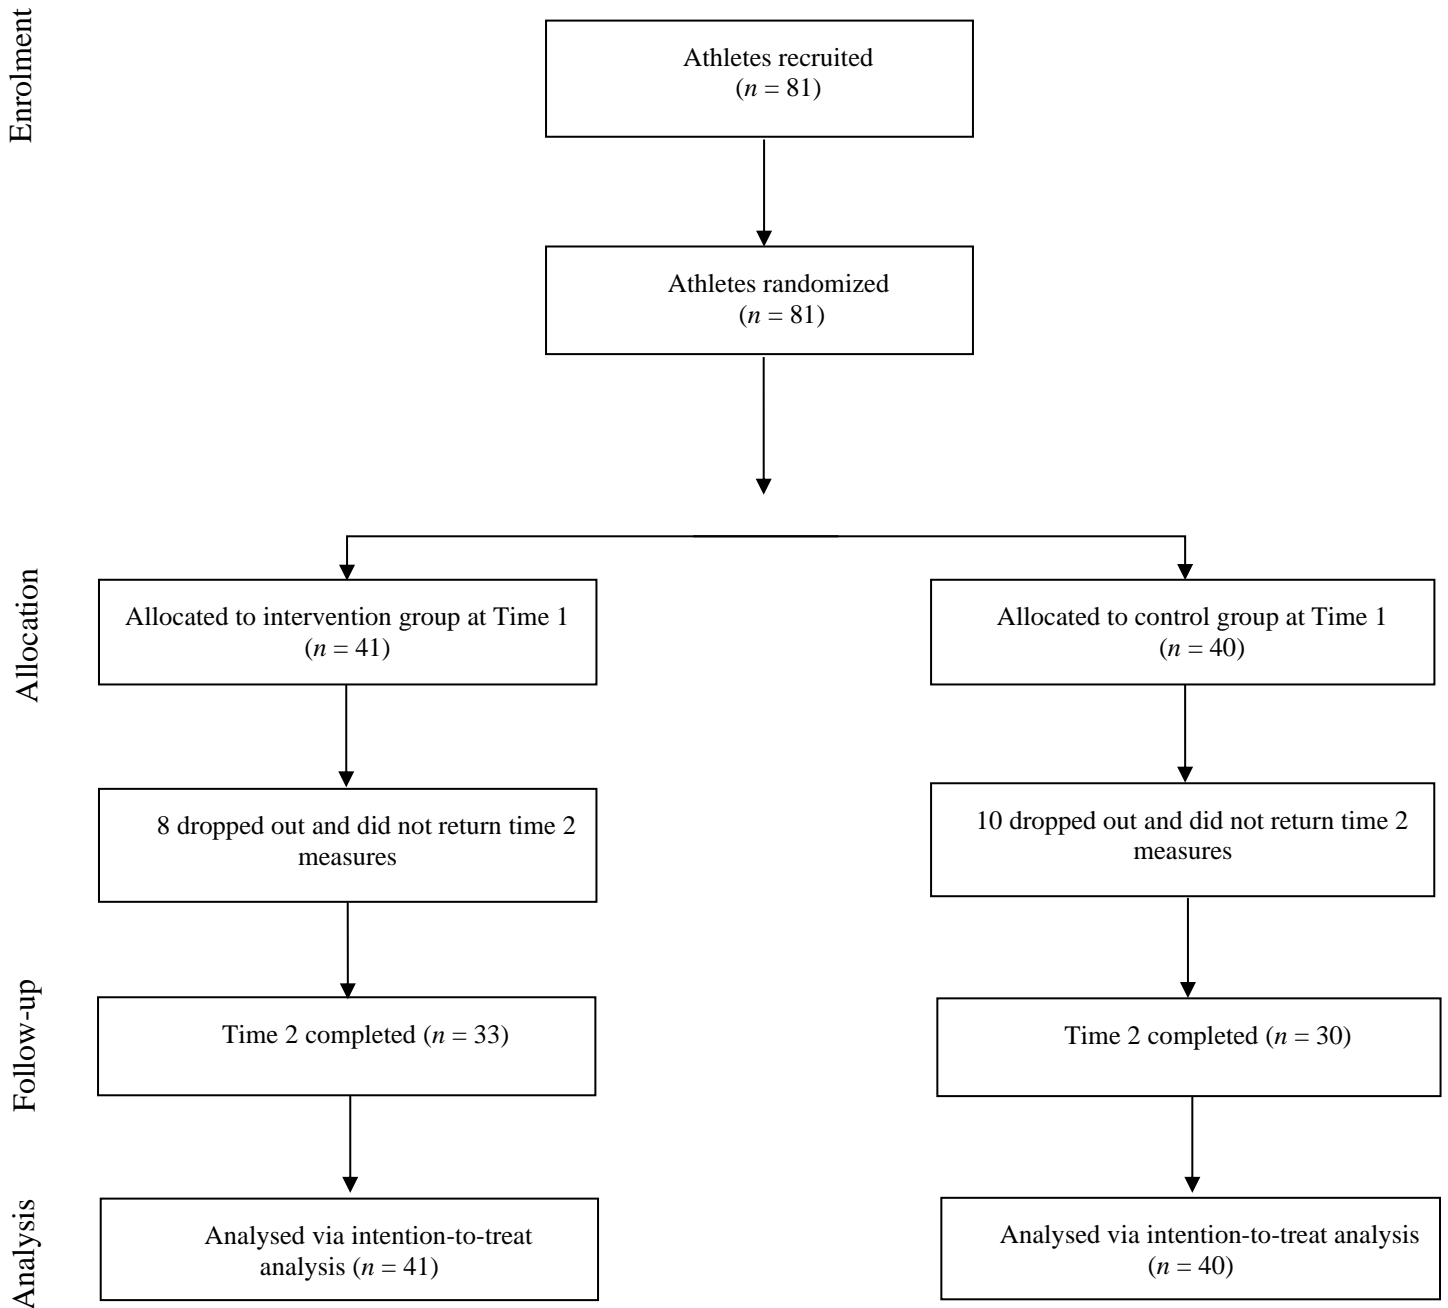 Enrolment
Athletes recruited
(n = 81)
Athletes randomized
(n = 81)
Allocation
Allocated to intervention group at Time 1
(n = 41)
Allocated to control group at Time 1
(n = 40)
8 dropped out and did not return time 2
measures
10 dropped out and did not return time 2
measures
Follow-up
Time 2 completed (n = 33)
Time 2 completed (n = 30)
Analysis
Analysed via intention-to-treat
analysis (n = 41)
Analysed via intention-to-treat analysis
(n = 40)